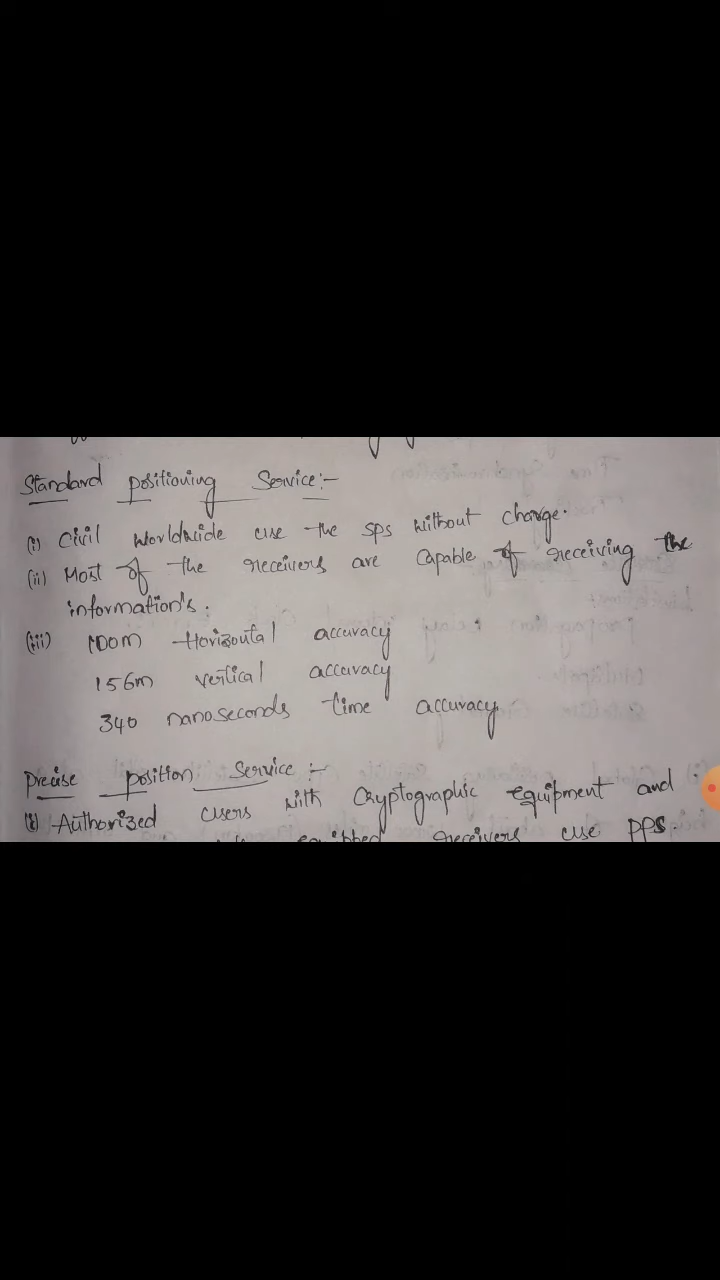 Standard positioning Service:-
(i) Civil worldwide use the SPS without charge.
(ii) Most of the receivers are capable of receiving the
information's.
(iii) 100m Horizontal accuracy
156m vertical accuracy
340 nanoseconds time accuracy
Precise position Service :-
(i) Authorized users with Cryptographic equipment and
equipped receivers use PPS.